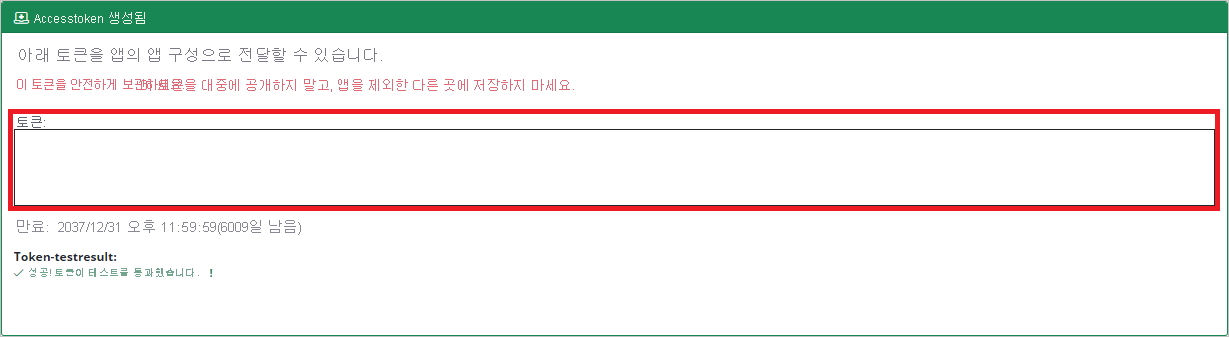 Accesstoken 생성됨
아래 토큰을 앱의 앱 구성으로 전달할 수 있습니다.
이 토큰을 안전하게 보관하세요. 토큰을 대중에 공개하지 말고, 앱을 제외한 다른 곳에 저장하지 마세요.
토큰:
만료: 2037/12/31 오후 11:59:59(6009일 남음)
Token-testresult:
성공! 토큰이 테스트를 통과했습니다. !